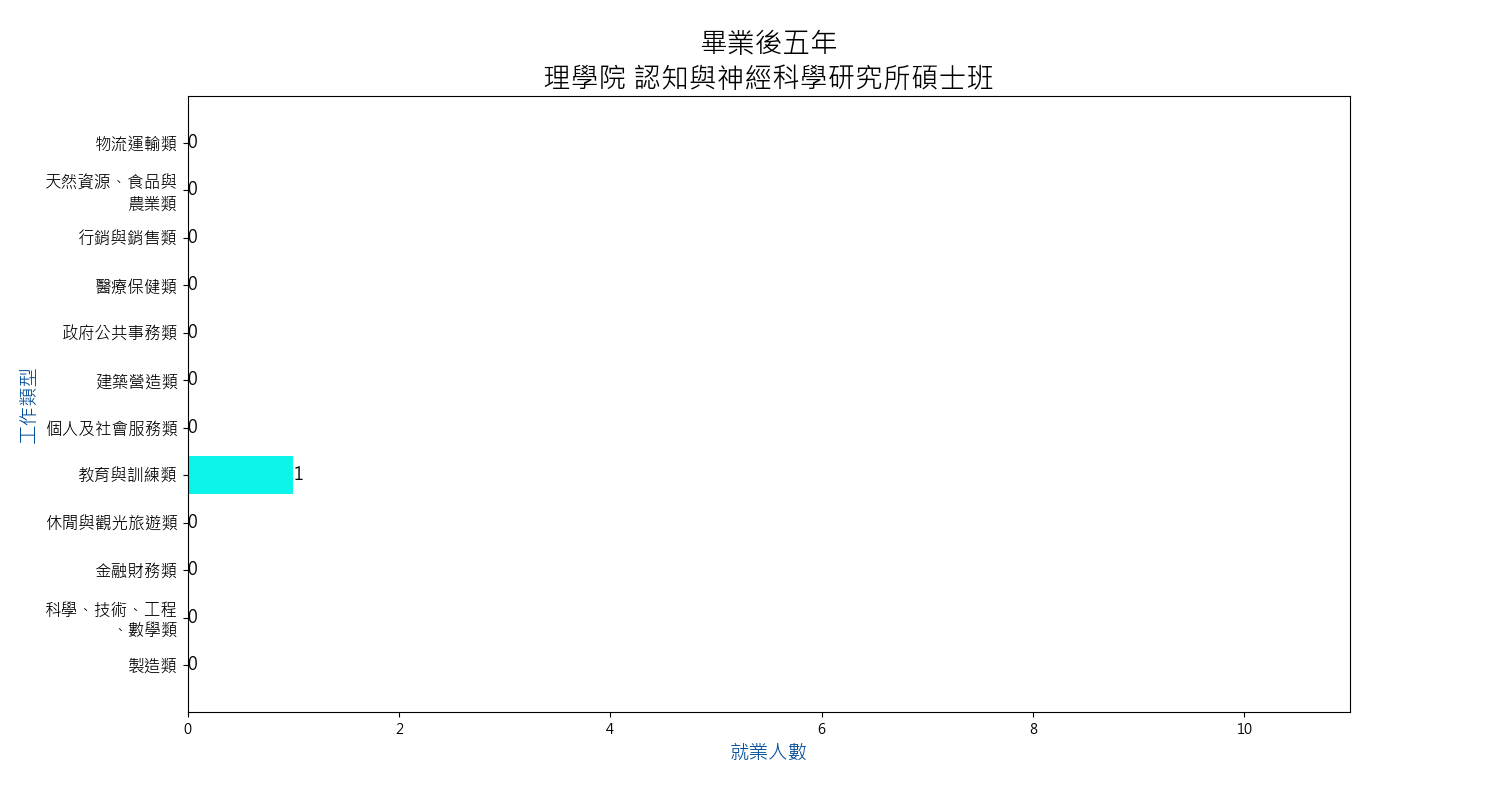 畢業後五年
理學院 認知與神經科學研究所碩士班
物流運輸類 0
天然資源、食品與
農業類 0
行銷與銷售類 0
醫療保健類 0
政府公共事務類 0
建築營造類 0
個人及社會服務類 0
教育與訓練類 1
休閒與觀光旅遊類 0
金融財務類 0
科學、技術、工程
、數學類 0
製造類 0
工作類型
0 2 4 6 8 10
就業人數